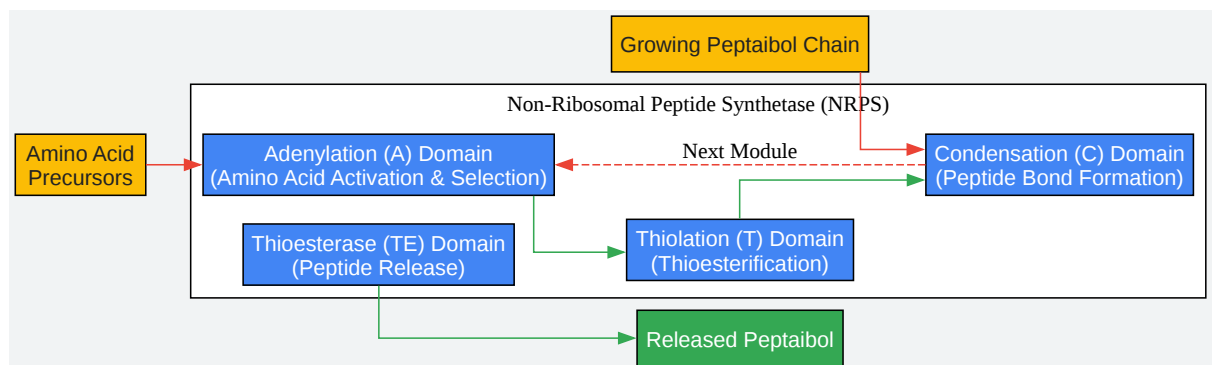 Growing Peptaibol Chain
Non-Ribosomal Peptide Synthetase (NRPS)
Amino Acid
Precursors
Adenylation (A) Domain
(Amino Acid Activation & Selection)
Next Module
Condensation (C) Domain
(Peptide Bond Formation)
Thioesterase (TE) Domain
(Peptide Release)
Thiolation (T) Domain
(Thioesterification)
Released Peptaibol